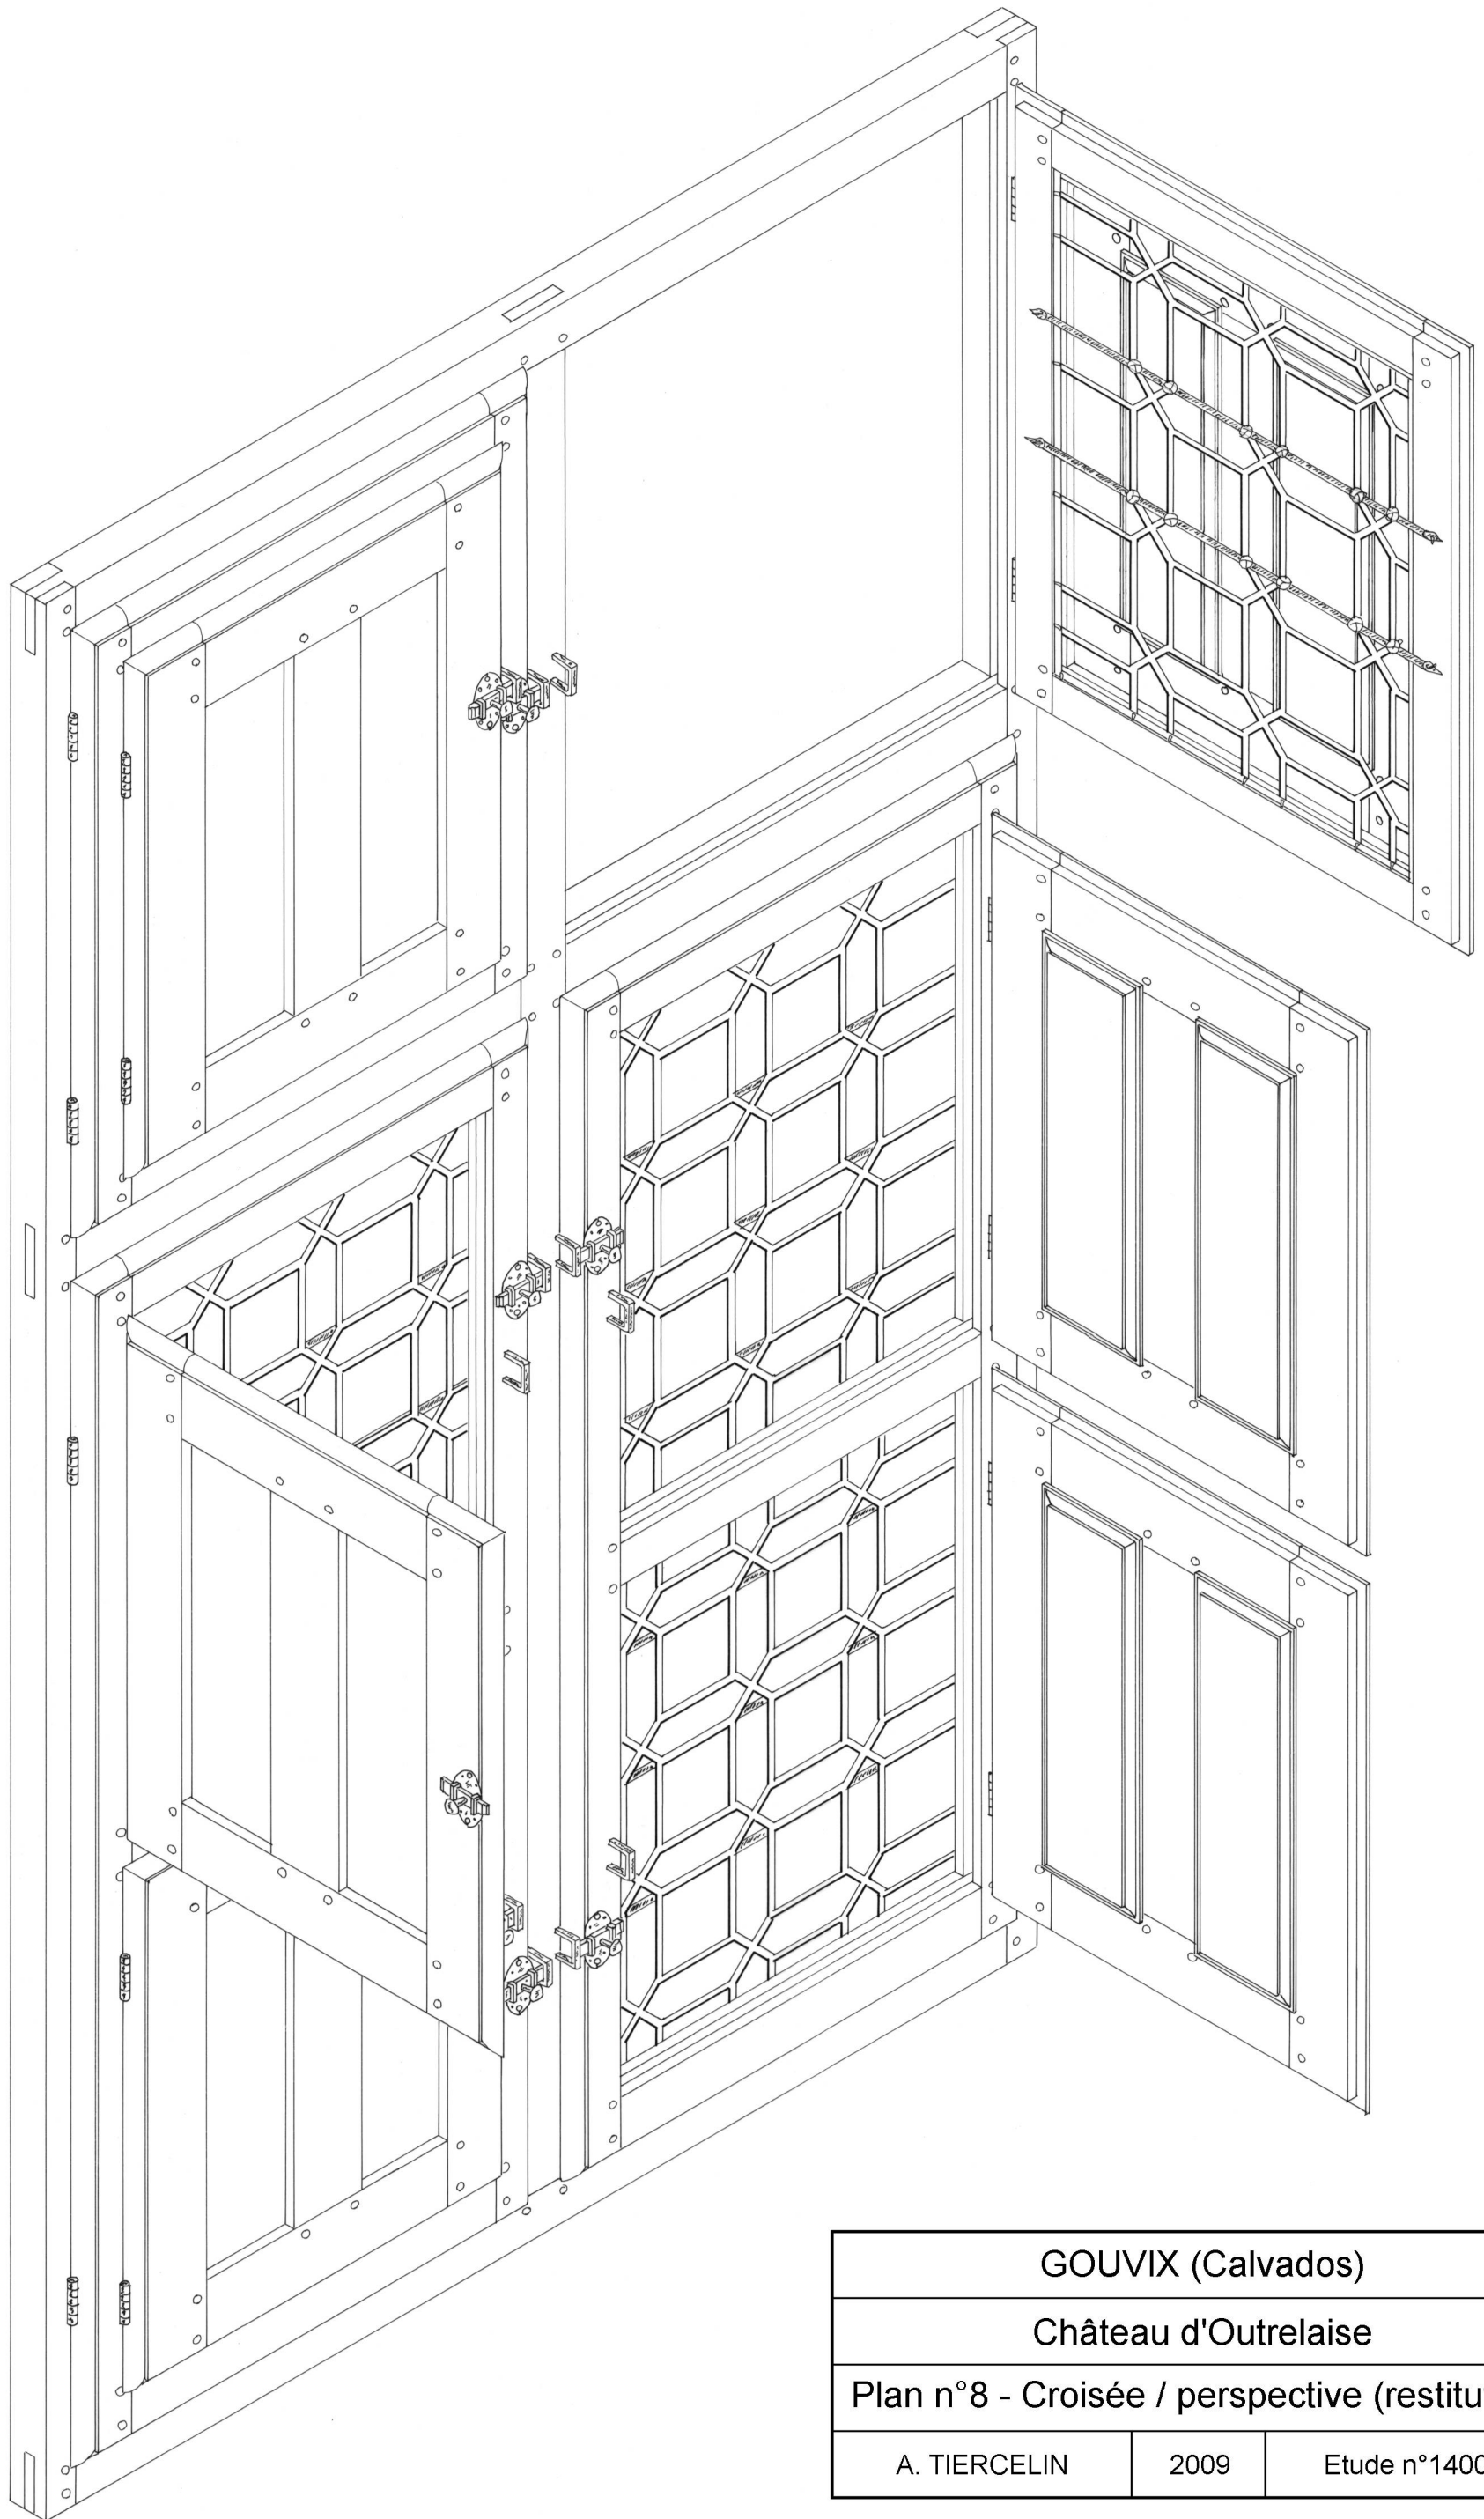 GOUVIX (Calvados)
Château d'Outrelaise
Plan n°8 - Croisée / perspective (restitu
A. TIERCELIN 2009 Etude n°1400